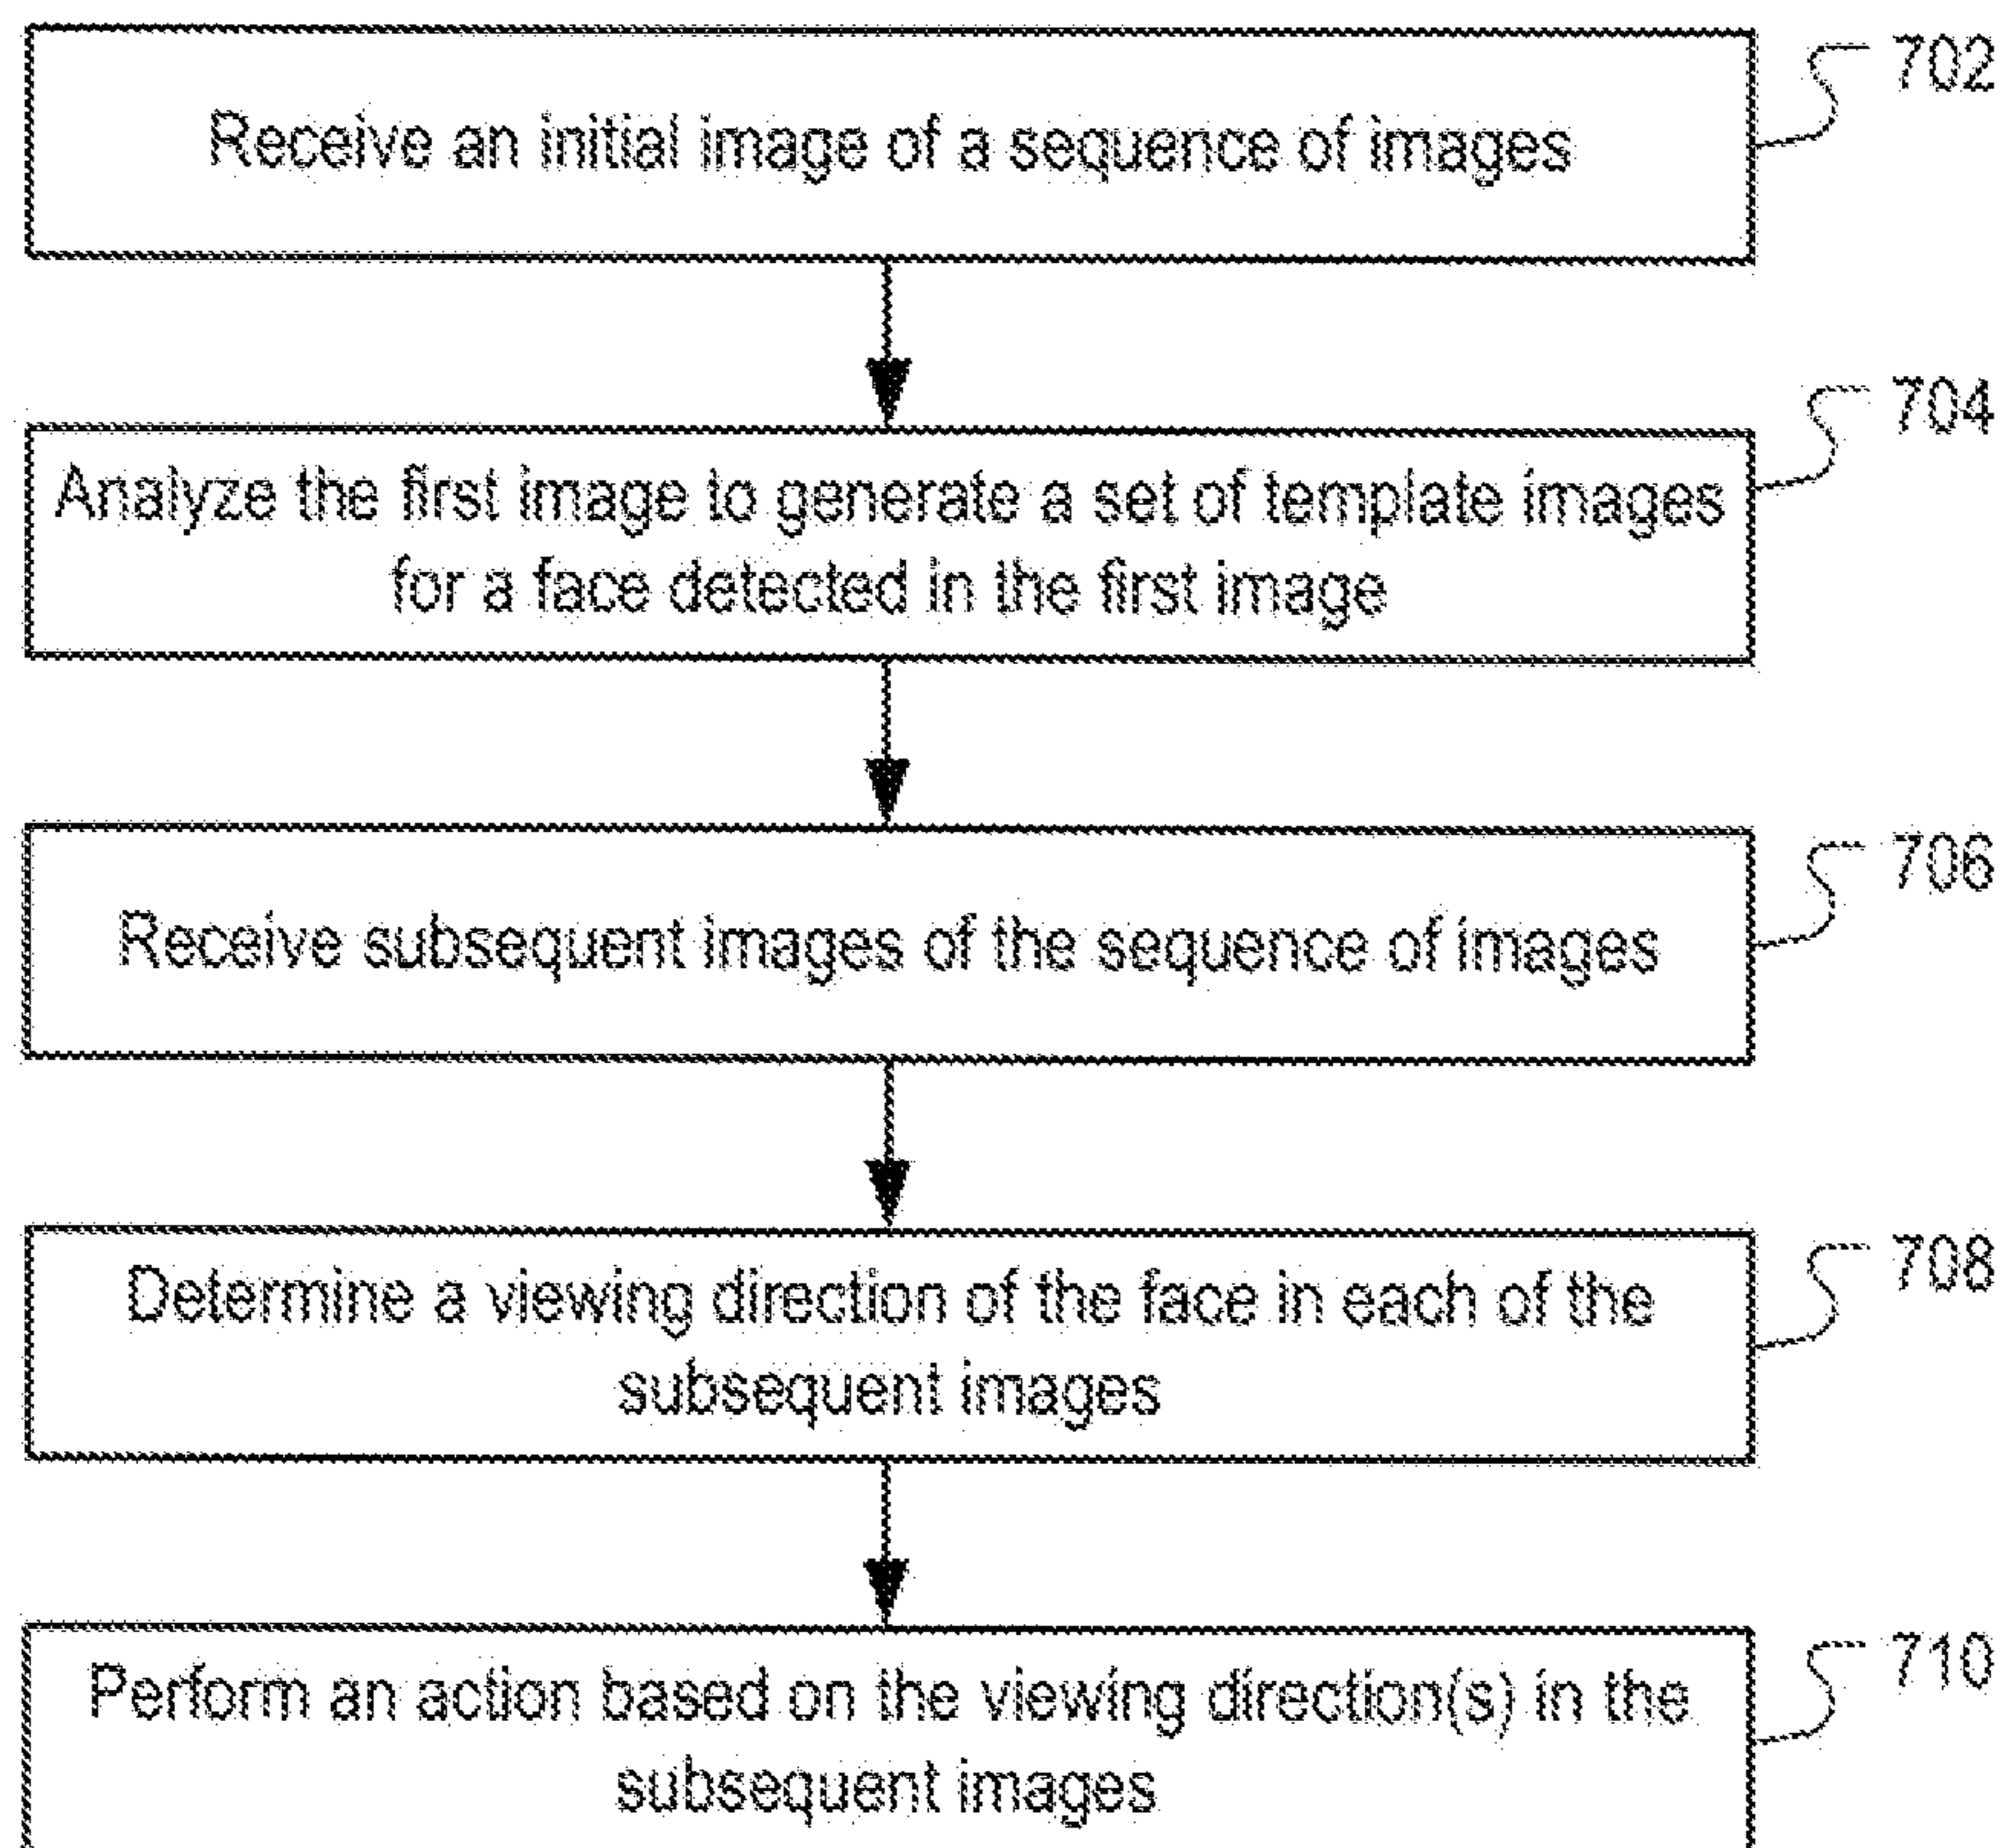 702
Receive an initial image of a sequence of images
704
Analyze the first image to generate a set of template images
for a face detected in the first image
706
Receive subsequent images of the sequence of images
708
Determine a viewing direction of the face in each of the
subsequent images
710
Perform an action based on the viewing direction(s) in the
subsequent images